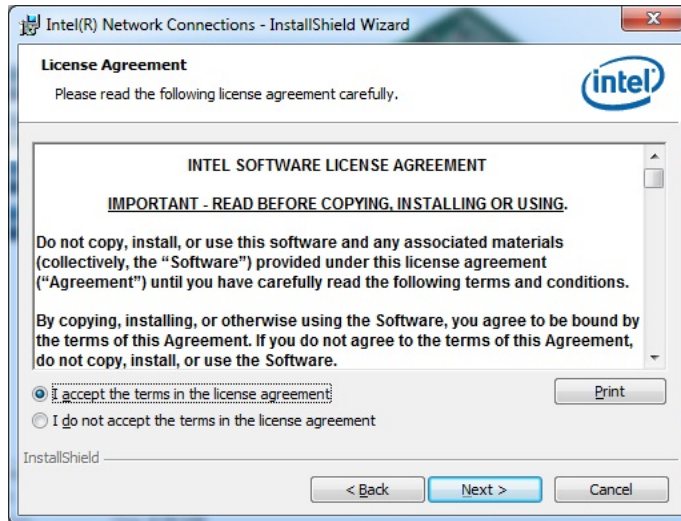 Intel(R) Network Connections - InstallShield Wizard
License Agreement
Please read the following license agreement carefully.
intel
INTEL SOFTWARE LICENSE AGREEMENT
IMPORTANT - READ BEFORE COPYING, INSTALLING OR USING.
Do not copy, install, or use this software and any associated materials
(collectively, the “Software”) provided under this license agreement
(“Agreement”) until you have carefully read the following terms and conditions.
By copying, installing, or otherwise using the Software, you agree to be bound by
the terms of this Agreement. If you do not agree to the terms of this Agreement,
do not copy, install, or use the Software.
I accept the terms in the license agreement
Print
I do not accept the terms in the license agreement
InstallShield
< Back
Next >
Cancel